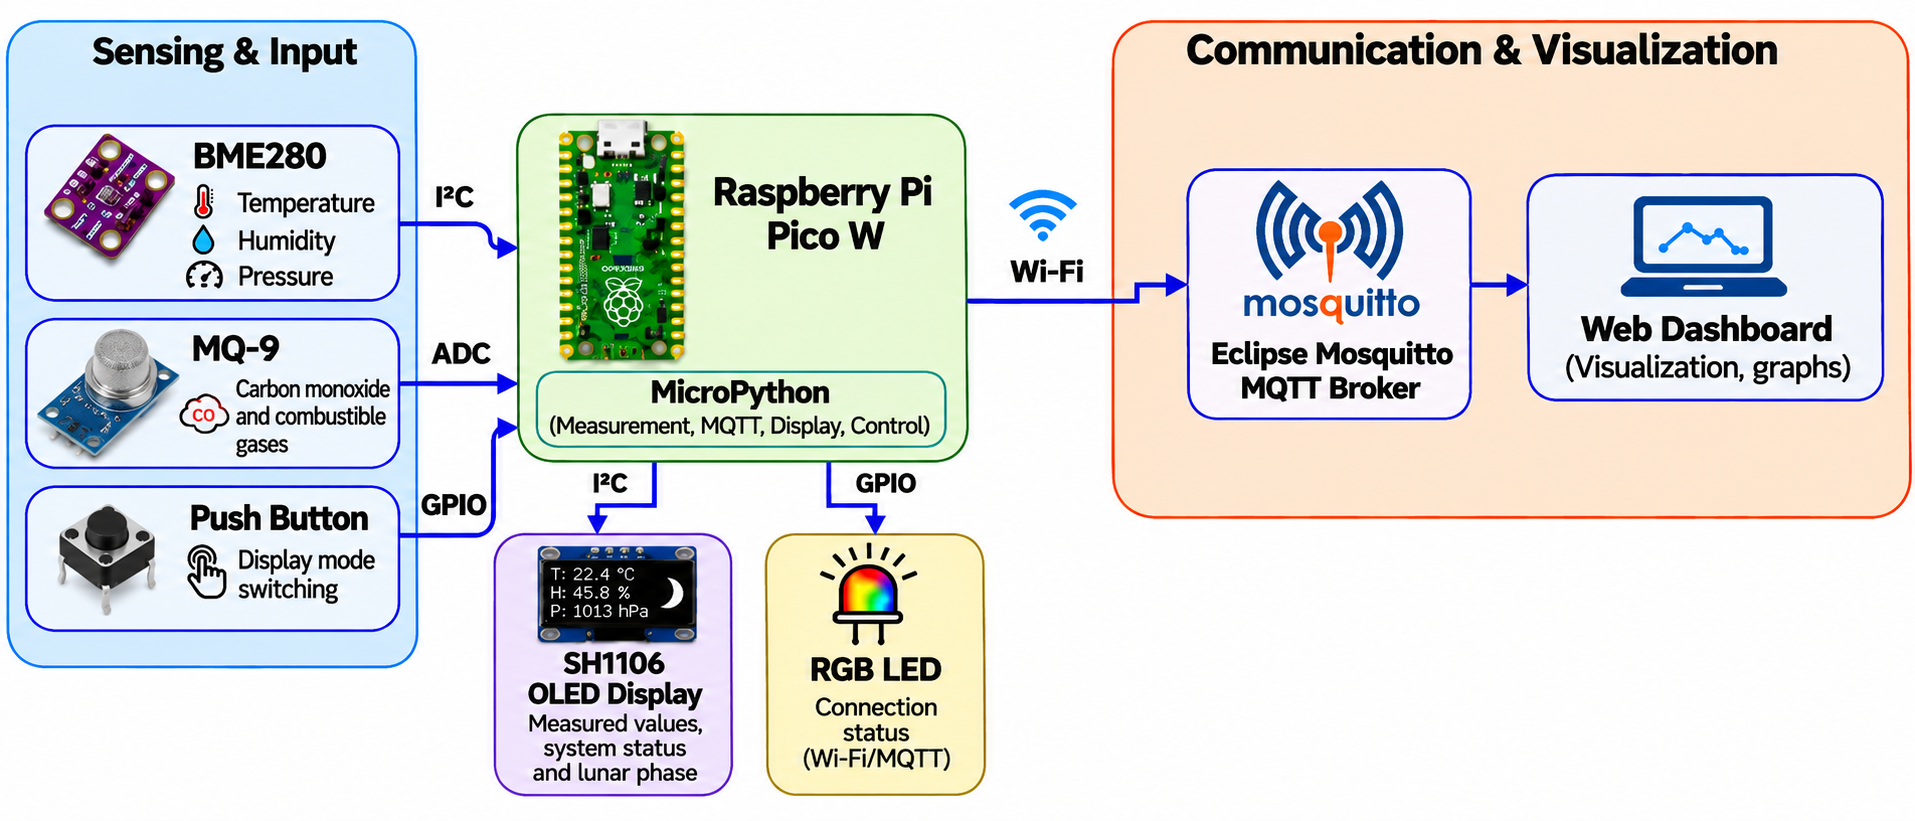 Sensing & Input
BME280
Temperature
Humidity
Pressure
MQ-9
CO
Carbon monoxide
and combustible
gases
Push Button
Display mode
switching
I²C
ADC
GPIO
Raspberry Pi
Pico W
MicroPython
(Measurement, MQTT, Display, Control)
I²C
GPIO
T: 22.4 °C
H: 45.8 %
P: 1013 hPa
SH1106
OLED Display
Measured values,
system status
and lunar phase
RGB LED
Connection
status
(Wi-Fi/MQTT)
Wi-Fi
Communication & Visualization
mosquitto
Eclipse Mosquitto
MQTT Broker
Web Dashboard
(Visualization, graphs)